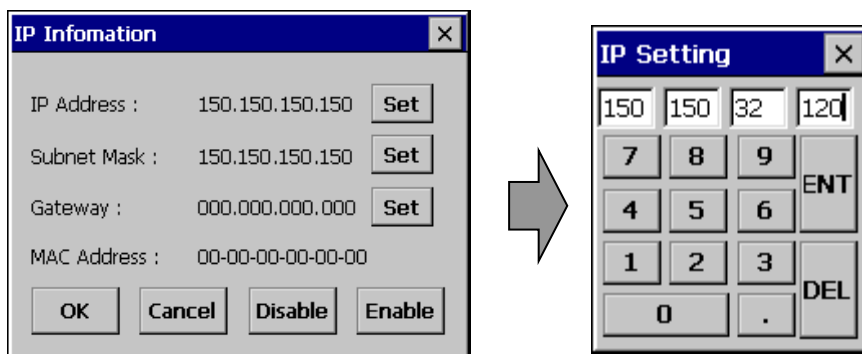 IP Infomation
IP Address : 150.150.150.150 Set
Subnet Mask : 150.150.150.150 Set
Gateway : 000.000.000.000 Set
MAC Address : 00-00-00-00-00-00
OK Cancel Disable Enable
IP Setting
150 150 32 120
7 8 9 ENT
4 5 6
1 2 3 DEL
0 .